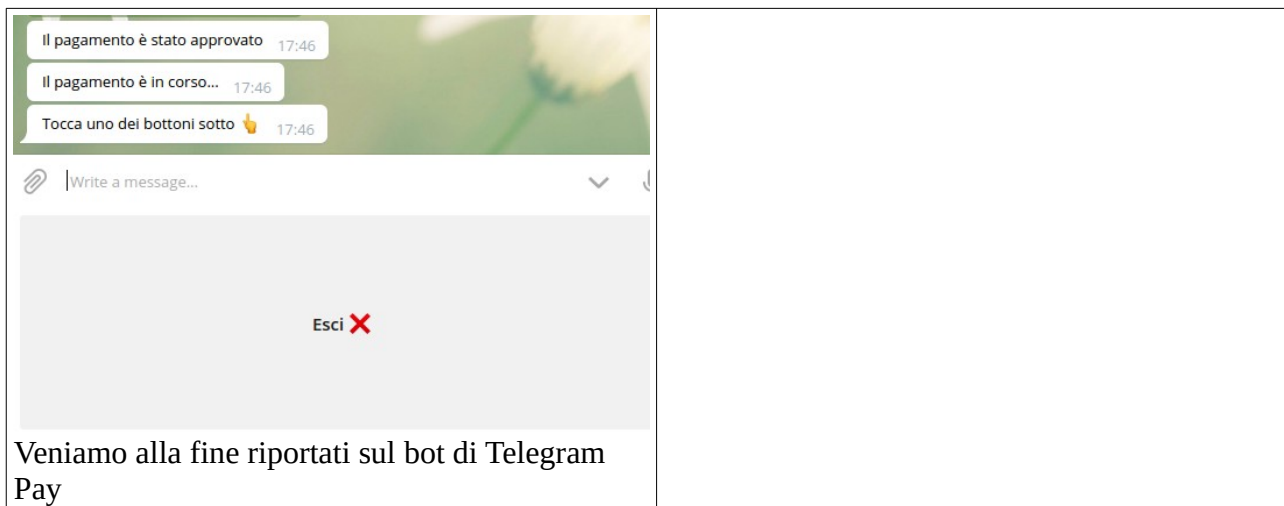 Il pagamento è stato approvato 17:46
Il pagamento è in corso... 17:46
Tocca uno dei bottoni sotto 👆 17:46
Write a message...
Esci ❌
Veniamo alla fine riportati sul bot di Telegram
Pay